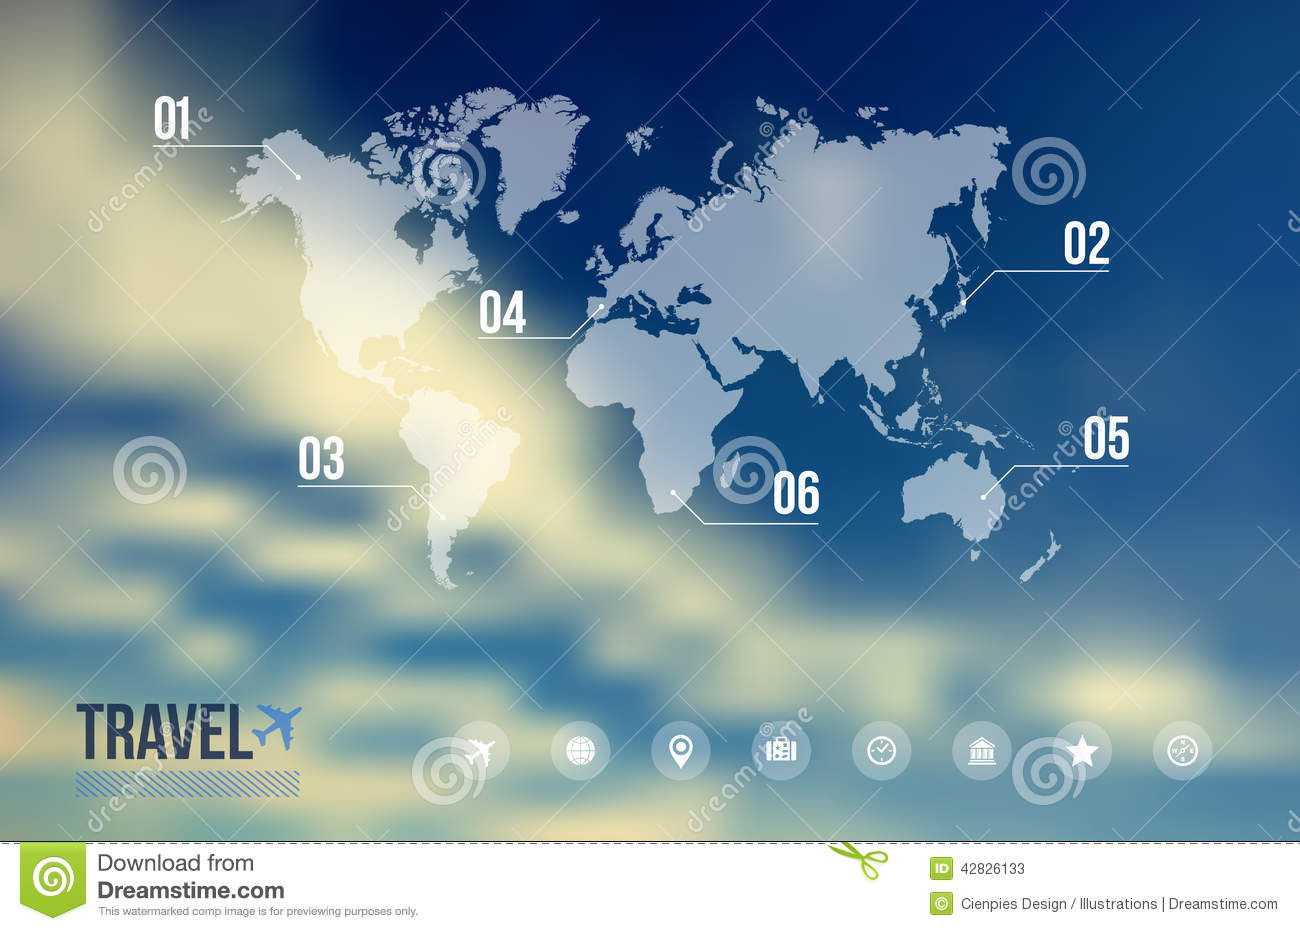 01
02
04
03
05
06
TRAVEL
dreamstime
Download from
Dreamstime.com
This watermarked comp image is for previewing purposes only.
ID 42826133
© Cienpies Design / Illustrations | Dreamstime.com